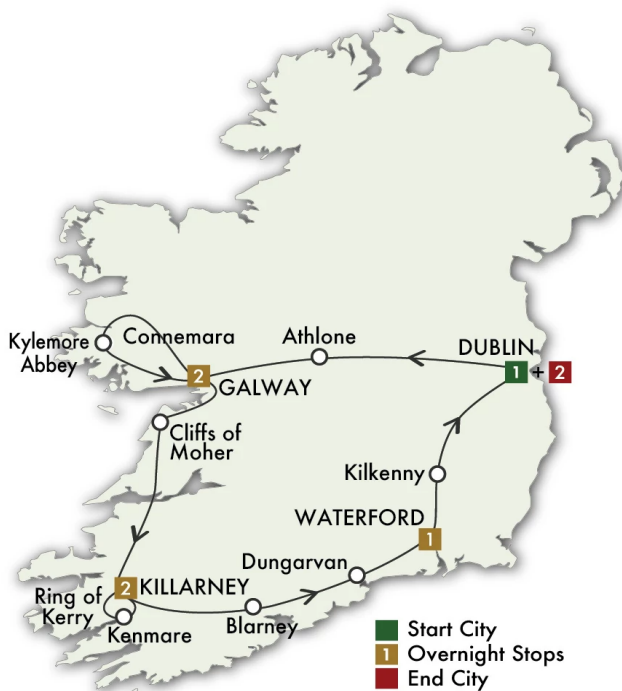 Kylemore
Abbey
Connemara
Athlone
DUBLIN
2
GALWAY
1 + 2
Cliffs of
Moher
Kilkenny
WATERFORD
1
Dungarvan
2 KILLARNEY
Ring of
Kerry
Kenmare
Blarney
Start City
1 Overnight Stops
End City